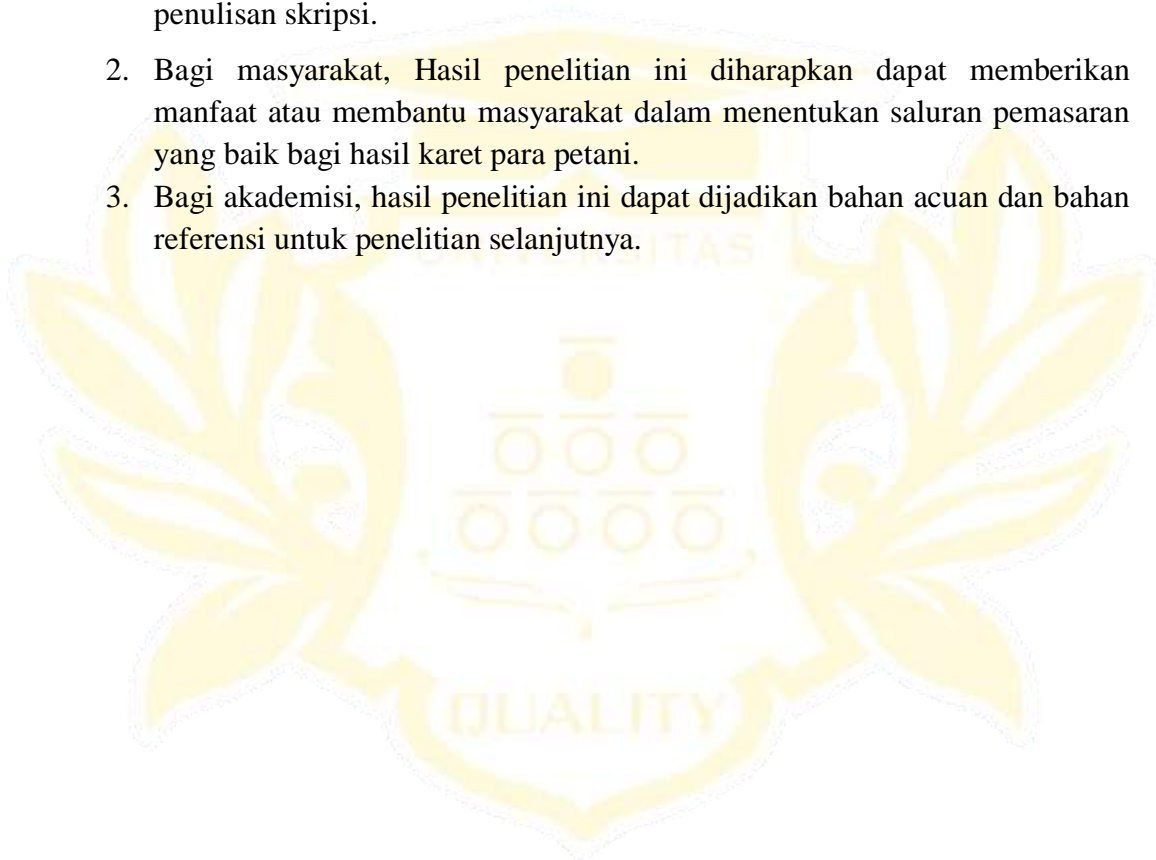 penulisan skripsi.
2. Bagi masyarakat, Hasil penelitian ini diharapkan dapat memberikan
manfaat atau membantu masyarakat dalam menentukan saluran pemasaran
yang baik bagi hasil karet para petani.
3. Bagi akademisi, hasil penelitian ini dapat dijadikan bahan acuan dan bahan
referensi untuk penelitian selanjutnya.
UNIVERSITAS
QUALITY